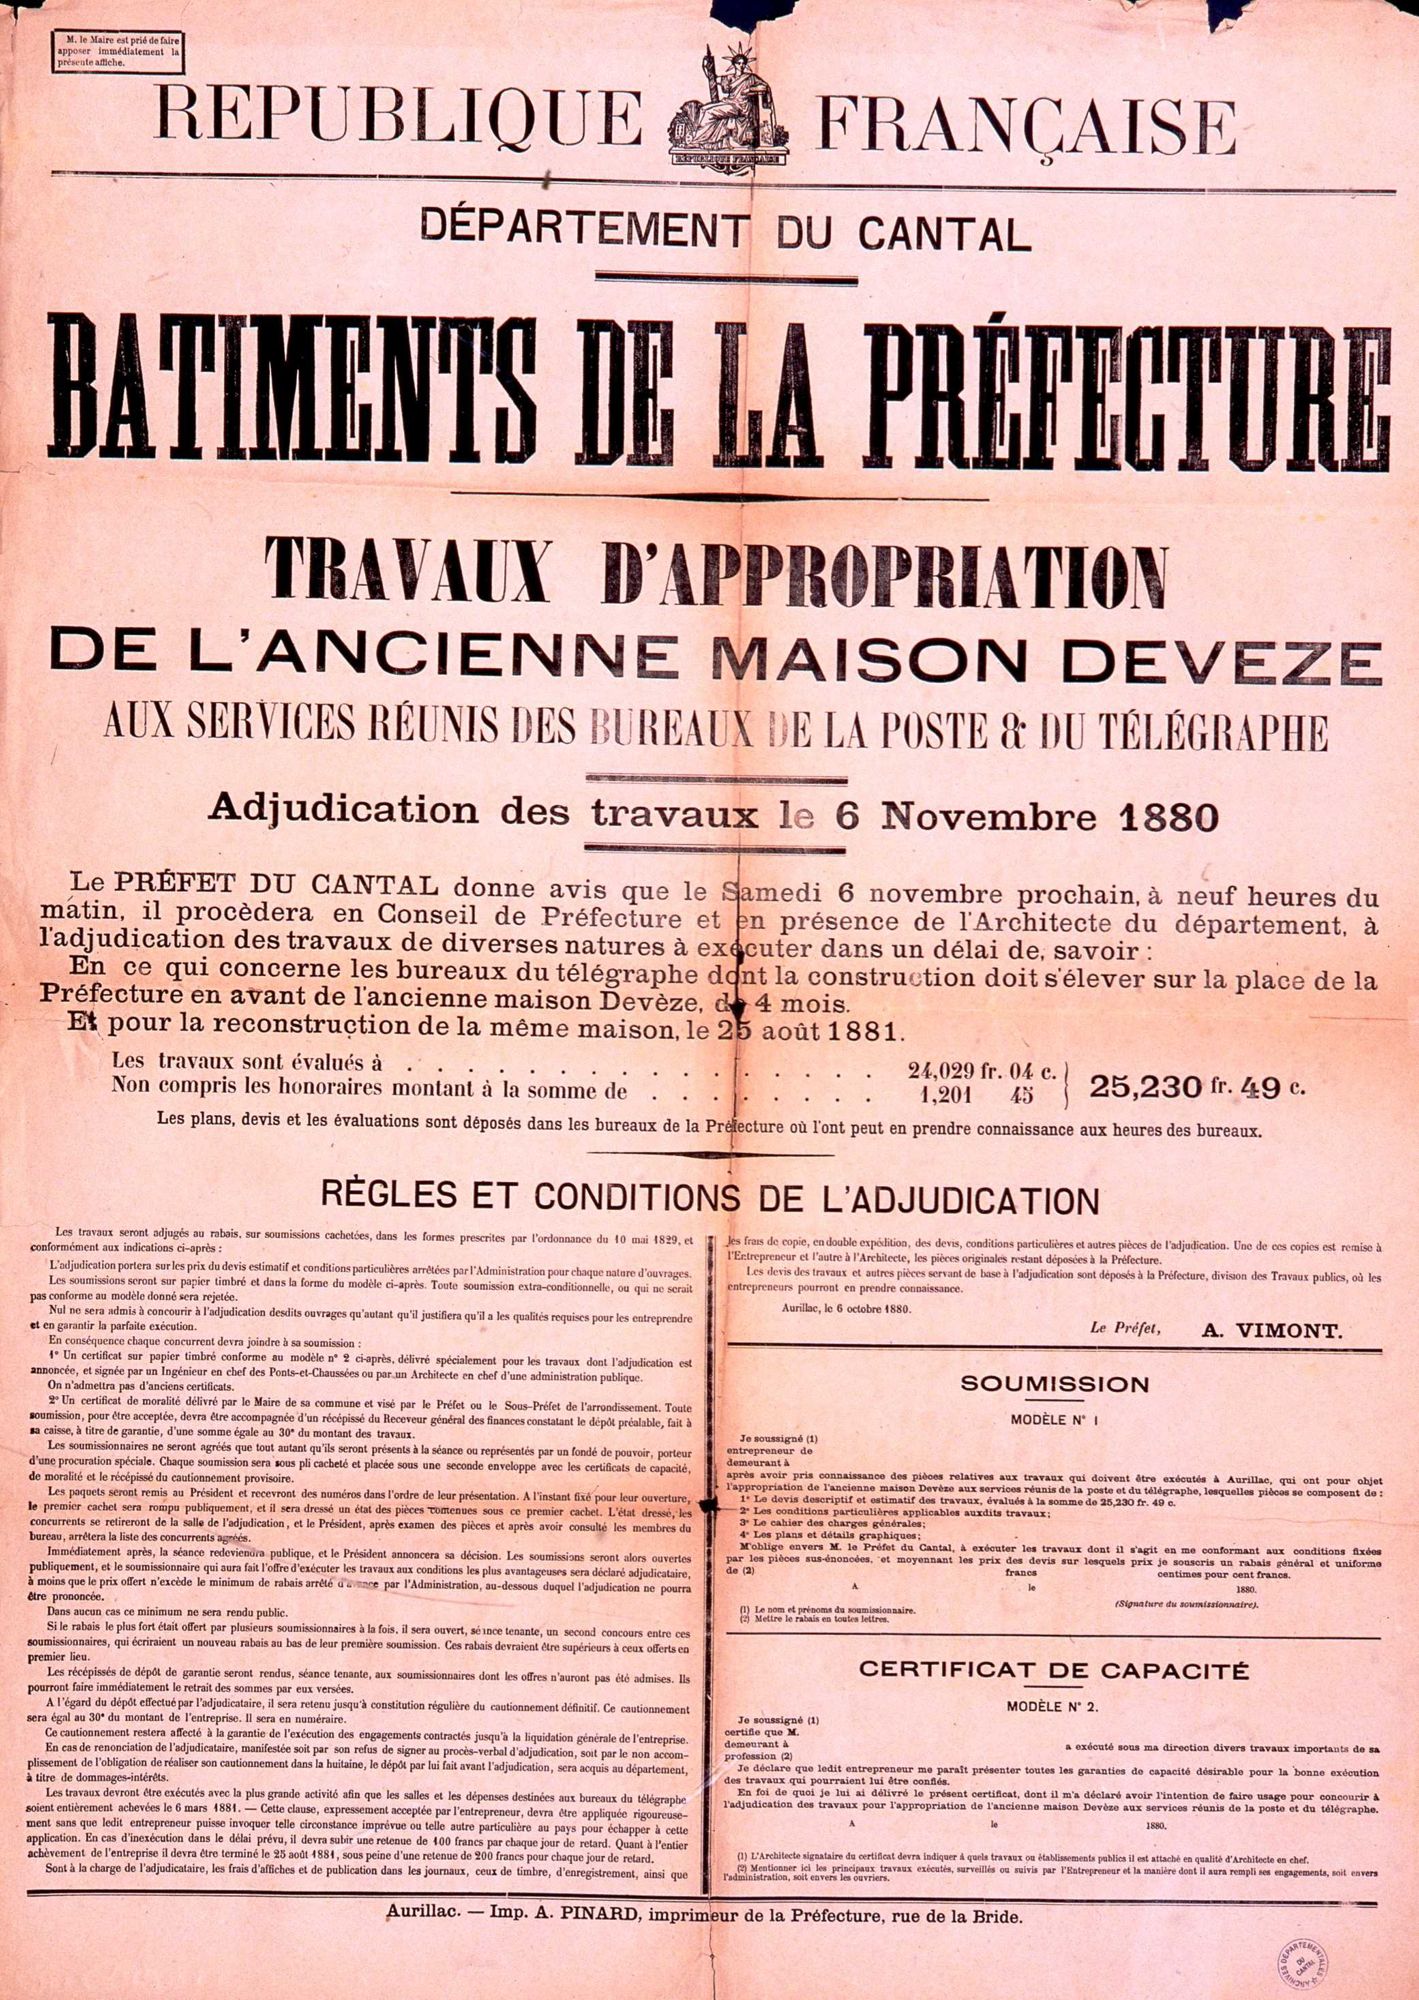 M. le Maire est prié de faire
apposer immédiatement la
présente affiche.
REPUBLIQUE FRANÇAISE
RÉPUBLIQUE FRANÇAISE
DÉPARTEMENT DU CANTAL
BATIMENTS DE LA PRÉFECTURE
TRAVAUX D'APPROPRIATION
DE L'ANCIENNE MAISON DEVEZE
AUX SERVICES RÉUNIS DES BUREAUX DE LA POSTE & DU TÉLÉGRAPHE
Adjudication des travaux le 6 Novembre 1880
Le PRÉFET DU CANTAL donne avis que le Samedi 6 novembre prochain, à neuf heures du
matin, il procèdera en Conseil de Préfecture et en présence de l'Architecte du département, à
l'adjudication des travaux de diverses natures à exécuter dans un délai de, savoir :
En ce qui concerne les bureaux du télégraphe dont la construction doit s'élever sur la place de la
Préfecture en avant de l'ancienne maison Devèze, de 4 mois.
Et pour la reconstruction de la même maison, le 25 août 1881.
Les travaux sont évalués à . . . . . . . . . . . . . . . . 24,029 fr. 04 c. } 25,230 fr. 49 c.
Non compris les honoraires montant à la somme de . . . . . . . . 1,201 45
Les plans, devis et les évaluations sont déposés dans les bureaux de la Préfecture où l'ont peut en prendre connaissance aux heures des bureaux.
RÈGLES ET CONDITIONS DE L'ADJUDICATION
Les travaux seront adjugés au rabais, sur soumissions cachetées, dans les formes prescrites par l'ordonnance du 10 mai 1829, et
conformément aux indications ci-après :
L'adjudication portera sur les prix du devis estimatif et conditions particulières arrêtées par l'Administration pour chaque nature d'ouvrages.
Les soumissions seront sur papier timbré et dans la forme du modèle ci-après. Toute soumission extra-conditionnelle, ou qui ne serait
pas conforme au modèle donné sera rejetée.
Nul ne sera admis à concourir à l'adjudication desdits ouvrages qu'autant qu'il justifiera qu'il a les qualités requises pour les entreprendre
et en garantir la parfaite exécution.
En conséquence chaque concurrent devra joindre à sa soumission :
1° Un certificat sur papier timbré conforme au modèle n° 2 ci-après, délivré spécialement pour les travaux dont l'adjudication est
annoncée, et signée par un Ingénieur en chef des Ponts-et-Chaussées ou par un Architecte en chef d'une administration publique.
On n'admettra pas d'anciens certificats.
2° Un certificat de moralité délivré par le Maire de sa commune et visé par le Préfet ou le Sous-Préfet de l'arrondissement. Toute
soumission, pour être acceptée, devra être accompagnée d'un récépissé du Receveur général des finances constatant le dépôt préalable, fait à
sa caisse, à titre de garantie, d'une somme égale au 30e du montant des travaux.
Les soumissionnaires ne seront agréés que tout autant qu'ils seront présents à la séance ou représentés par un fondé de pouvoir, porteur
d'une procuration spéciale. Chaque soumission sera sous pli cacheté et placée sous une seconde enveloppe avec les certificats de capacité,
de moralité et le récépissé du cautionnement provisoire.
Les paquets seront remis au Président et recevront des numéros dans l'ordre de leur présentation. A l'instant fixé pour leur ouverture,
le premier cachet sera rompu publiquement, et il sera dressé un état des pièces contenues sous ce premier cachet. L'état dressé, les
concurrents se retireront de la salle de l'adjudication, et le Président, après examen des pièces et après avoir consulté les membres du
bureau, arrêtera la liste des concurrents agréés.
Immédiatement après, la séance redeviendra publique, et le Président annoncera sa décision. Les soumissions seront alors ouvertes
publiquement, et le soumissionnaire qui aura fait l'offre d'exécuter les travaux aux conditions les plus avantageuses sera déclaré adjudicataire,
à moins que le prix offert n'excède le minimum de rabais arrêté d'avance par l'Administration, au-dessous duquel l'adjudication ne pourra
être prononcée.
Dans aucun cas ce minimum ne sera rendu public.
Si le rabais le plus fort était offert par plusieurs soumissionnaires à la fois, il sera ouvert, séance tenante, un second concours entre ces
soumissionnaires, qui écriraient un nouveau rabais au bas de leur première soumission. Ces rabais devraient être supérieurs à ceux offerts en
premier lieu.
Les récépissés de dépôt de garantie seront rendus, séance tenante, aux soumissionnaires dont les offres n'auront pas été admises. Ils
pourront faire immédiatement le retrait des sommes par eux versées.
A l'égard du dépôt effectué par l'adjudicataire, il sera retenu jusqu'à constitution régulière du cautionnement définitif. Ce cautionnement
sera égal au 30e du montant de l'entreprise. Il sera en numéraire.
Ce cautionnement restera affecté à la garantie de l'exécution des engagements contractés jusqu'à la liquidation générale de l'entreprise.
En cas de renonciation de l'adjudicataire, manifestée soit par son refus de signer au procès-verbal d'adjudication, soit par le non accom-
plissement de l'obligation de réaliser son cautionnement dans la huitaine, le dépôt par lui fait avant l'adjudication, sera acquis au département,
à titre de dommages-intérêts.
Les travaux devront être exécutés avec la plus grande activité afin que les salles et les dépenses destinées aux bureaux du télégraphe
soient entièrement achevées le 6 mars 1881. — Cette clause, expressement acceptée par l'entrepreneur, devra être appliquée rigoureuse-
ment sans que ledit entrepreneur puisse invoquer telle circonstance imprévue ou telle autre particulière au pays pour échapper à cette
application. En cas d'inexécution dans le délai prévu, il devra subir une retenue de 100 francs par chaque jour de retard. Quant à l'entier
achèvement de l'entreprise il devra être terminé le 25 août 1881, sous peine d'une retenue de 200 francs pour chaque jour de retard.
Sont à la charge de l'adjudicataire, les frais d'affiches et de publication dans les journaux, ceux de timbre, d'enregistrement, ainsi que
les frais de copie, en double expédition, des devis, conditions particulières et autres pièces de l'adjudication. Une de ces copies est remise à
l'Entrepreneur et l'autre à l'Architecte, les pièces originales restant déposées à la Préfecture.
Les devis des travaux et autres pièces servant de base à l'adjudication sont déposés à la Préfecture, division des Travaux publics, où les
entrepreneurs pourront en prendre connaissance.
Aurillac, le 6 octobre 1880.
Le Préfet, A. VIMONT.
SOUMISSION
MODÈLE N° 1
Je soussigné (1)
entrepreneur de
demeurant à
après avoir pris connaissance des pièces relatives aux travaux qui doivent être exécutés à Aurillac, qui ont pour objet
l'appropriation de l'ancienne maison Devèze aux services réunis de la poste et du télégraphe, lesquelles pièces se composent de :
1° Le devis descriptif et estimatif des travaux, évalués à la somme de 25,230 fr. 49 c.
2° Les conditions particulières applicables auxdits travaux ;
3° Le cahier des charges générales ;
4° Les plans et détails graphiques ;
M'oblige envers M. le Préfet du Cantal, à exécuter les travaux dont il s'agit en me conformant aux conditions fixées
par les pièces sus-énoncées, et moyennant les prix des devis sur lesquels prix je souscris un rabais général et uniforme
de (2) francs centimes pour cent francs.
A le 1880.
(Signature du soumissionnaire).
(1) Le nom et prénoms du soumissionnaire.
(2) Mettre le rabais en toutes lettres.
CERTIFICAT DE CAPACITÉ
MODÈLE N° 2.
Je soussigné (1)
certifie que M.
demeurant à a exécuté sous ma direction divers travaux importants de sa
profession (2)
Je déclare que ledit entrepreneur me paraît présenter toutes les garanties de capacité désirable pour la bonne exécution
des travaux qui pourraient lui être confiés.
En foi de quoi je lui ai délivré le présent certificat, dont il m'a déclaré avoir l'intention de faire usage pour concourir à
l'adjudication des travaux pour l'appropriation de l'ancienne maison Devèze aux services réunis de la poste et du télégraphe.
A le 1880.
(1) L'Architecte signataire du certificat devra indiquer à quels travaux ou établissements publics il est attaché en qualité d'Architecte en chef.
(2) Mentionner ici les principaux travaux exécutés, surveillés ou suivis par l'Entrepreneur et la manière dont il aura rempli ses engagements, soit envers
l'administration, soit envers les ouvriers.
Aurillac. — Imp. A. PINARD, imprimeur de la Préfecture, rue de la Bride.
ARCHIVES DÉPARTEMENTALES
DU
CANTAL